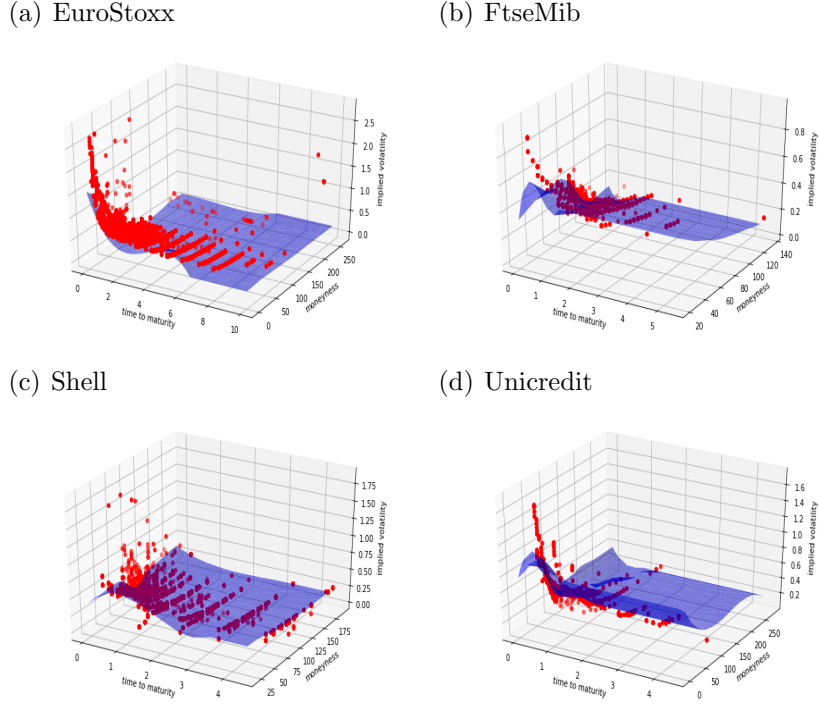 (a) EuroStoxx
2.5
2.0
1.5
1.0
0.5
0.0
implied volatility
0 2 4 6 8 10
time to maturity
0 50 100 150 200 250
moneyness
(b) FtseMib
0.8
0.6
0.4
0.2
0.0
implied volatility
0 1 2 3 4 5
time to maturity
20 40 60 80 100 120 140
moneyness
(c) Shell
1.75
1.50
1.25
1.00
0.75
0.50
0.25
0.00
implied volatility
0 1 2 3 4
time to maturity
25 50 75 100 125 150 175
moneyness
(d) Unicredit
1.6
1.4
1.2
1.0
0.8
0.6
0.4
0.2
implied volatility
0 1 2 3 4
time to maturity
0 50 100 150 200 250
moneyness